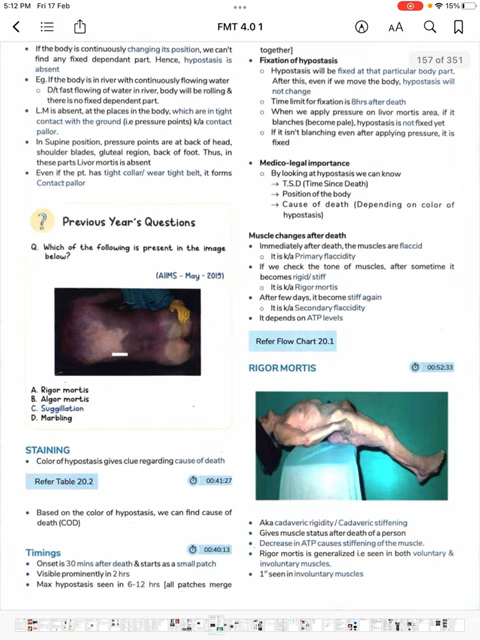 5:12 PM Fri 17 Feb
15%
FMT 4.0 1
AA
157 of 351
• If the body is continuously changing its position, we can't
find any fixed dependant part. Hence, hypostasis is
absent
• Eg. If the body is in river with continuously flowing water
○ D/t fast flowing of water in river, body will be rolling &
there is no fixed dependent part.
• L.M is absent, at the places in the body, which are in tight
contact with the ground (i.e pressure points) k/a contact
pallor.
• In Supine position, pressure points are at back of head,
shoulder blades, gluteal region, back of foot. Thus, in
these parts Livor mortis is absent
• Even if the pt. has tight collar/ wear tight belt, it forms
Contact pallor
?
Previous Year's Questions
Q. Which of the following is present in the image
below?
(AIIMS - May - 2019)
A. Rigor mortis
B. Algor mortis
C. Suggillation
D. Marbling
STAINING
• Color of hypostasis gives clue regarding cause of death
Refer Table 20.2
00:41:27
• Based on the color of hypostasis, we can find cause of
death (COD)
Timings
00:40:13
• Onset is 30 mins after death & starts as a small patch
• Visible prominently in 2 hrs
• Max hypostasis seen in 6-12 hrs [all patches merge
together]
• Fixation of hypostasis
○ Hypostasis will be fixed at that particular body part.
After this, even if we move the body, hypostasis will
not change
○ Time limit for fixation is 8hrs after death
○ When we apply pressure on livor mortis area, if it
blanches (become pale), hypostasis is not fixed yet
○ If it isn't blanching even after applying pressure, it is
fixed
• Medico-legal importance
○ By looking at hypostasis we can know
→ T.S.D (Time Since Death)
→ Position of the body
→ Cause of death (Depending on color of
hypostasis)
Muscle changes after death
• Immediately after death, the muscles are flaccid
○ It is k/a Primary flaccidity
• If we check the tone of muscles, after sometime it
becomes rigid/ stiff
○ It is k/a Rigor mortis
• After few days, it become stiff again
○ It is k/a Secondary flaccidity
• It depends on ATP levels
Refer Flow Chart 20.1
RIGOR MORTIS
00:52:33
• Aka cadaveric rigidity / Cadaveric stiffening
• Gives muscle status after death of a person
• Decrease in ATP causes stiffening of the muscle.
• Rigor mortis is generalized i.e seen in both voluntary &
involuntary muscles.
• 1st seen in involuntary muscles